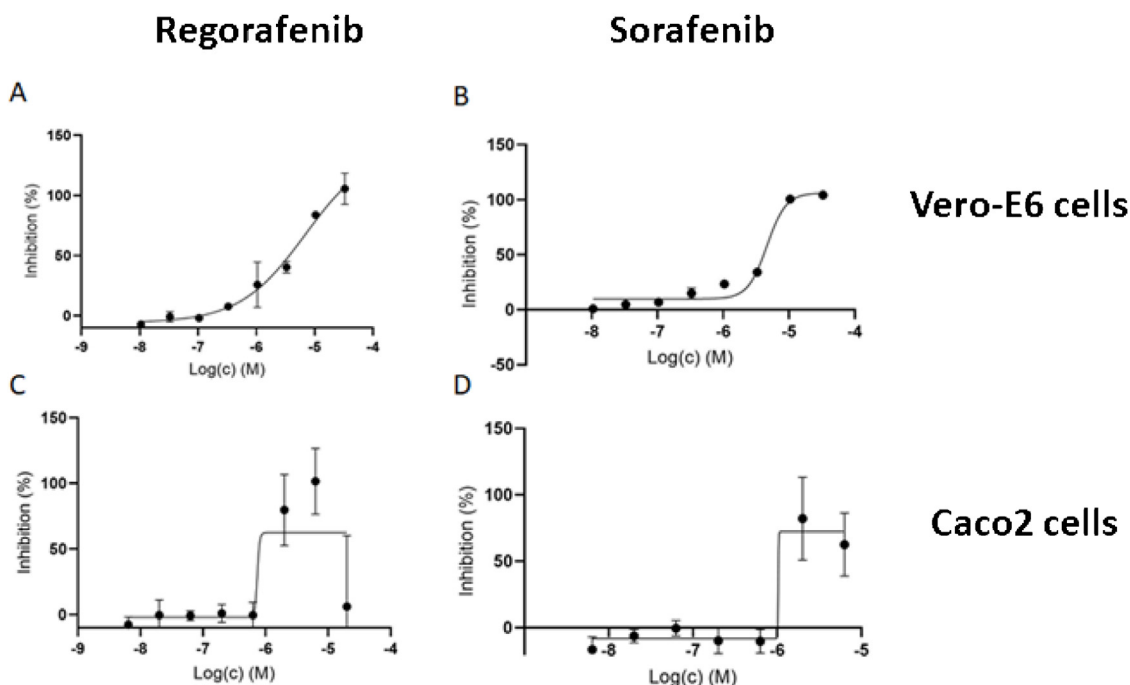 Regorafenib Sorafenib
A B
150
100
50
0
-9 -8 -7 -6 -5 -4
Inhibition (%)
Log(c) (M)
150
100
50
0
-50
-8 -7 -6 -5 -4
Inhibition (%)
Log(c) (M)
Vero-E6 cells
C D
150
100
50
0
-9 -8 -7 -6 -5 -4
Inhibition (%)
Log(c) (M)
150
100
50
0
-9 -8 -7 -6 -5
Inhibition (%)
Log(c) (M)
Caco2 cells